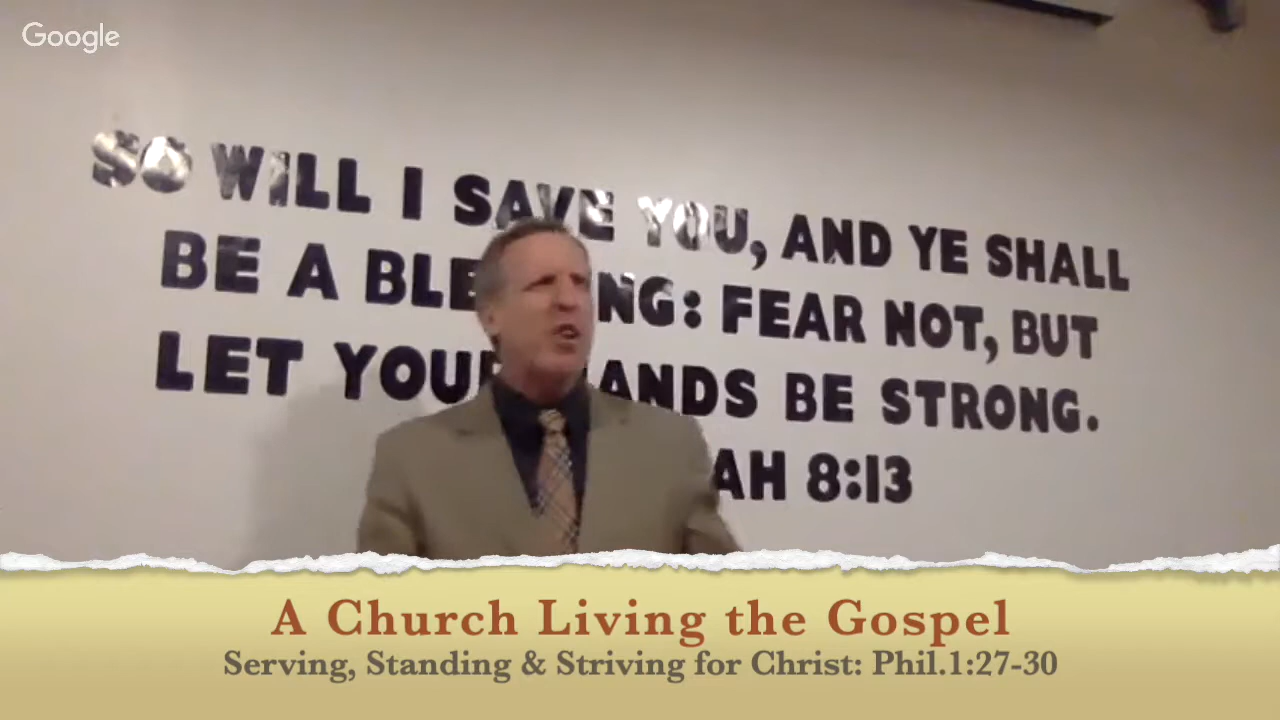 Google
SO WILL I SAVE YOU, AND YE SHALL
BE A BLE NG: FEAR NOT, BUT
LET YOU ANDS BE STRONG.
AH 8:13
A Church Living the Gospel
Serving, Standing & Striving for Christ: Phil.1:27-30